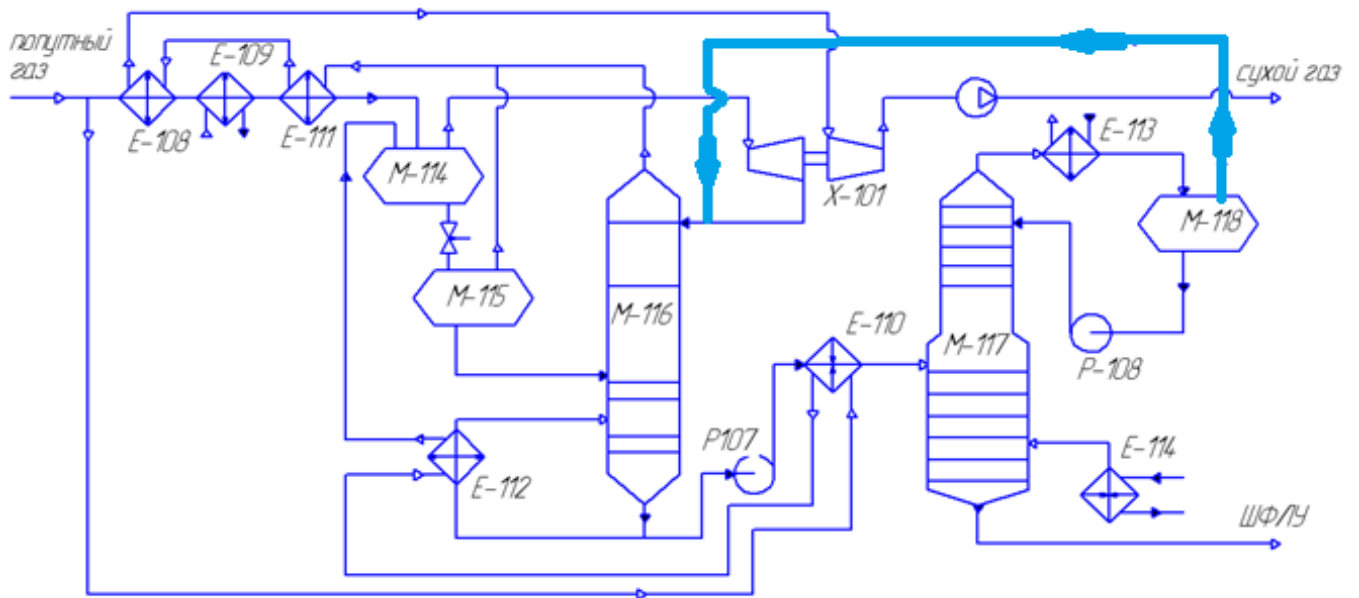 попутный
газ
E-109
E-108
E-111
M-114
M-115
M-116
E-112
X-101
P107
E-110
M-117
E-113
M-118
P-108
E-114
сухой газ
ШФЛУ